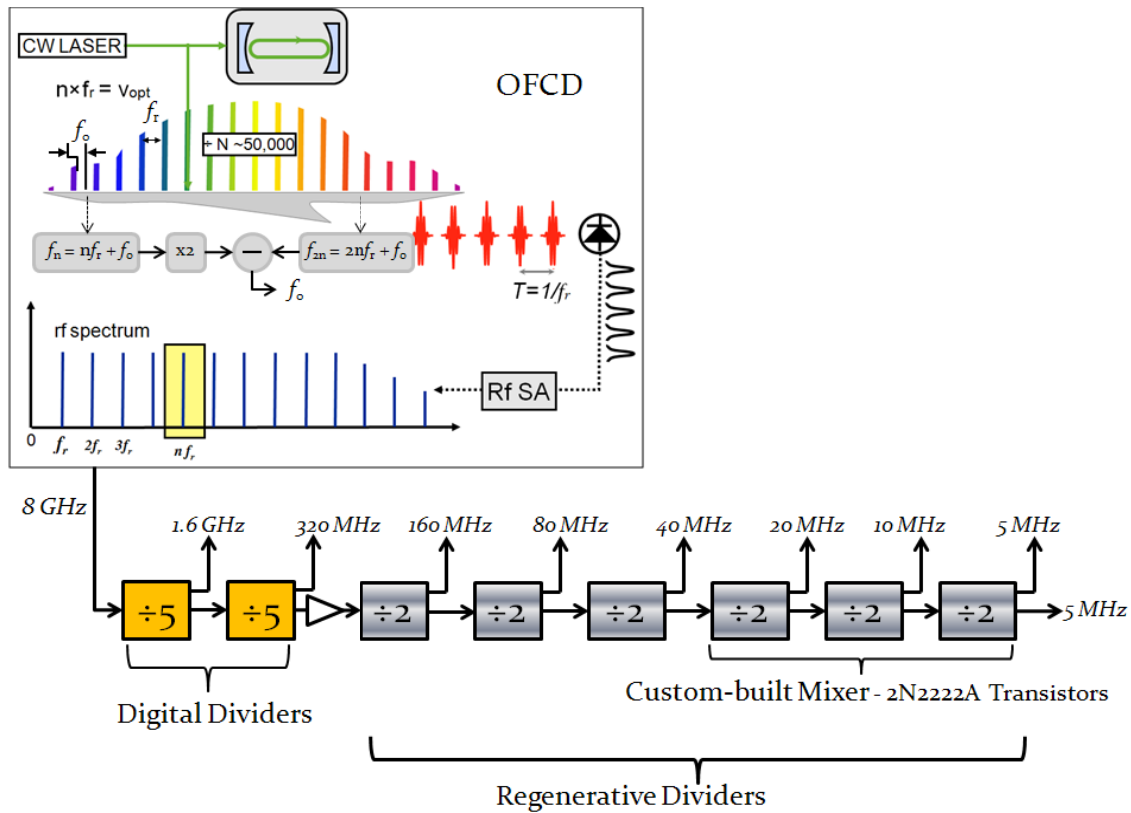 CW LASER
OFCD
n×fr = νopt
fr
fo
÷ N ~50,000
fn = nfr + fo
x2
—
f2n = 2nfr + fo
fo
T=1/fr
rf spectrum
Rf SA
0
fr
2fr
3fr
nfr
8 GHz
1.6 GHz
320 MHz
160 MHz
80 MHz
40 MHz
20 MHz
10 MHz
5 MHz
÷5
÷5
÷2
÷2
÷2
÷2
÷2
÷2
5 MHz
Digital Dividers
Custom-built Mixer - 2N2222A Transistors
Regenerative Dividers